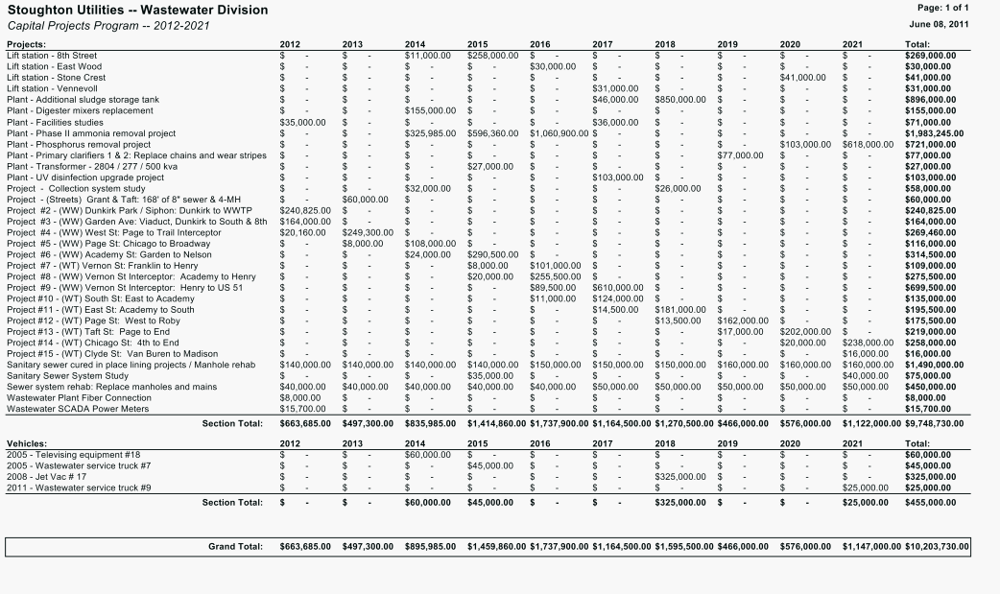 Stoughton Utilities -- Wastewater Division Page: 1 of 1
Capital Projects Program -- 2012-2021 June 08, 2011
Projects: 2012 2013 2014 2015 2016 2017 2018 2019 2020 2021 Total:
Lift station - 8th Street $ - $ - $11,000.00 $258,000.00 $ - $ - $ - $ - $ - $ - $269,000.00
Lift station - East Wood $ - $ - $ - $ - $30,000.00 $ - $ - $ - $ - $ - $30,000.00
Lift station - Stone Crest $ - $ - $ - $ - $ - $ - $ - $ - $41,000.00 $ - $41,000.00
Lift station - Vennevoll $ - $ - $ - $ - $ - $31,000.00 $ - $ - $ - $ - $31,000.00
Plant - Additional sludge storage tank $ - $ - $ - $ - $ - $46,000.00 $850,000.00 $ - $ - $ - $896,000.00
Plant - Digester mixers replacement $ - $ - $155,000.00 $ - $ - $ - $ - $ - $ - $ - $155,000.00
Plant - Facilities studies $35,000.00 $ - $ - $ - $ - $36,000.00 $ - $ - $ - $ - $71,000.00
Plant - Phase II ammonia removal project $ - $ - $325,985.00 $596,360.00 $1,060,900.00 $ - $ - $ - $ - $ - $1,983,245.00
Plant - Phosphorus removal project $ - $ - $ - $ - $ - $ - $ - $ - $103,000.00 $618,000.00 $721,000.00
Plant - Primary clarifiers 1 & 2: Replace chains and wear stripes $ - $ - $ - $ - $ - $ - $ - $77,000.00 $ - $ - $77,000.00
Plant - Transformer - 2804 / 277 / 500 kva $ - $ - $ - $27,000.00 $ - $ - $ - $ - $ - $ - $27,000.00
Plant - UV disinfection upgrade project $ - $ - $ - $ - $ - $103,000.00 $ - $ - $ - $ - $103,000.00
Project - Collection system study $ - $ - $32,000.00 $ - $ - $ - $26,000.00 $ - $ - $ - $58,000.00
Project - (Streets) Grant & Taft: 168' of 8" sewer & 4-MH $ - $60,000.00 $ - $ - $ - $ - $ - $ - $ - $ - $60,000.00
Project #2 - (WW) Dunkirk Park / Siphon: Dunkirk to WWTP $240,825.00 $ - $ - $ - $ - $ - $ - $ - $ - $ - $240,825.00
Project #3 - (WW) Garden Ave: Viaduct, Dunkirk to South & 8th $164,000.00 $ - $ - $ - $ - $ - $ - $ - $ - $ - $164,000.00
Project #4 - (WW) West St: Page to Trail Interceptor $20,160.00 $249,300.00 $ - $ - $ - $ - $ - $ - $ - $ - $269,460.00
Project #5 - (WW) Page St: Chicago to Broadway $ - $8,000.00 $108,000.00 $ - $ - $ - $ - $ - $ - $ - $116,000.00
Project #6 - (WW) Academy St: Garden to Nelson $ - $ - $24,000.00 $290,500.00 $ - $ - $ - $ - $ - $ - $314,500.00
Project #7 - (WT) Vernon St: Franklin to Henry $ - $ - $ - $8,000.00 $101,000.00 $ - $ - $ - $ - $ - $109,000.00
Project #8 - (WW) Vernon St Interceptor: Academy to Henry $ - $ - $ - $20,000.00 $255,500.00 $ - $ - $ - $ - $ - $275,500.00
Project #9 - (WW) Vernon St Interceptor: Henry to US 51 $ - $ - $ - $ - $89,500.00 $610,000.00 $ - $ - $ - $ - $699,500.00
Project #10 - (WT) South St: East to Academy $ - $ - $ - $ - $11,000.00 $124,000.00 $ - $ - $ - $ - $135,000.00
Project #11 - (WT) East St: Academy to South $ - $ - $ - $ - $ - $14,500.00 $181,000.00 $ - $ - $ - $195,500.00
Project #12 - (WT) Page St: West to Roby $ - $ - $ - $ - $ - $ - $13,500.00 $162,000.00 $ - $ - $175,500.00
Project #13 - (WT) Taft St: Page to End $ - $ - $ - $ - $ - $ - $ - $17,000.00 $202,000.00 $ - $219,000.00
Project #14 - (WT) Chicago St: 4th to End $ - $ - $ - $ - $ - $ - $ - $ - $20,000.00 $238,000.00 $258,000.00
Project #15 - (WT) Clyde St: Van Buren to Madison $ - $ - $ - $ - $ - $ - $ - $ - $ - $16,000.00 $16,000.00
Sanitary sewer cured in place lining projects / Manhole rehab $140,000.00 $140,000.00 $140,000.00 $140,000.00 $150,000.00 $150,000.00 $150,000.00 $160,000.00 $160,000.00 $160,000.00 $1,490,000.00
Sanitary Sewer System Study $ - $ - $ - $35,000.00 $ - $ - $ - $ - $ - $40,000.00 $75,000.00
Sewer system rehab: Replace manholes and mains $40,000.00 $40,000.00 $40,000.00 $40,000.00 $40,000.00 $50,000.00 $50,000.00 $50,000.00 $50,000.00 $50,000.00 $450,000.00
Wastewater Plant Fiber Connection $8,000.00 $ - $ - $ - $ - $ - $ - $ - $ - $ - $8,000.00
Wastewater SCADA Power Meters $15,700.00 $ - $ - $ - $ - $ - $ - $ - $ - $ - $15,700.00
Section Total: $663,685.00 $497,300.00 $835,985.00 $1,414,860.00 $1,737,900.00 $1,164,500.00 $1,270,500.00 $466,000.00 $576,000.00 $1,122,000.00 $9,748,730.00
Vehicles: 2012 2013 2014 2015 2016 2017 2018 2019 2020 2021 Total:
2005 - Televising equipment #18 $ - $ - $60,000.00 $ - $ - $ - $ - $ - $ - $ - $60,000.00
2005 - Wastewater service truck #7 $ - $ - $ - $45,000.00 $ - $ - $ - $ - $ - $ - $45,000.00
2008 - Jet Vac # 17 $ - $ - $ - $ - $ - $ - $325,000.00 $ - $ - $ - $325,000.00
2011 - Wastewater service truck #9 $ - $ - $ - $ - $ - $ - $ - $ - $ - $25,000.00 $25,000.00
Section Total: $ - $ - $60,000.00 $45,000.00 $ - $ - $325,000.00 $ - $ - $25,000.00 $455,000.00
Grand Total: $663,685.00 $497,300.00 $895,985.00 $1,459,860.00 $1,737,900.00 $1,164,500.00 $1,595,500.00 $466,000.00 $576,000.00 $1,147,000.00 $10,203,730.00